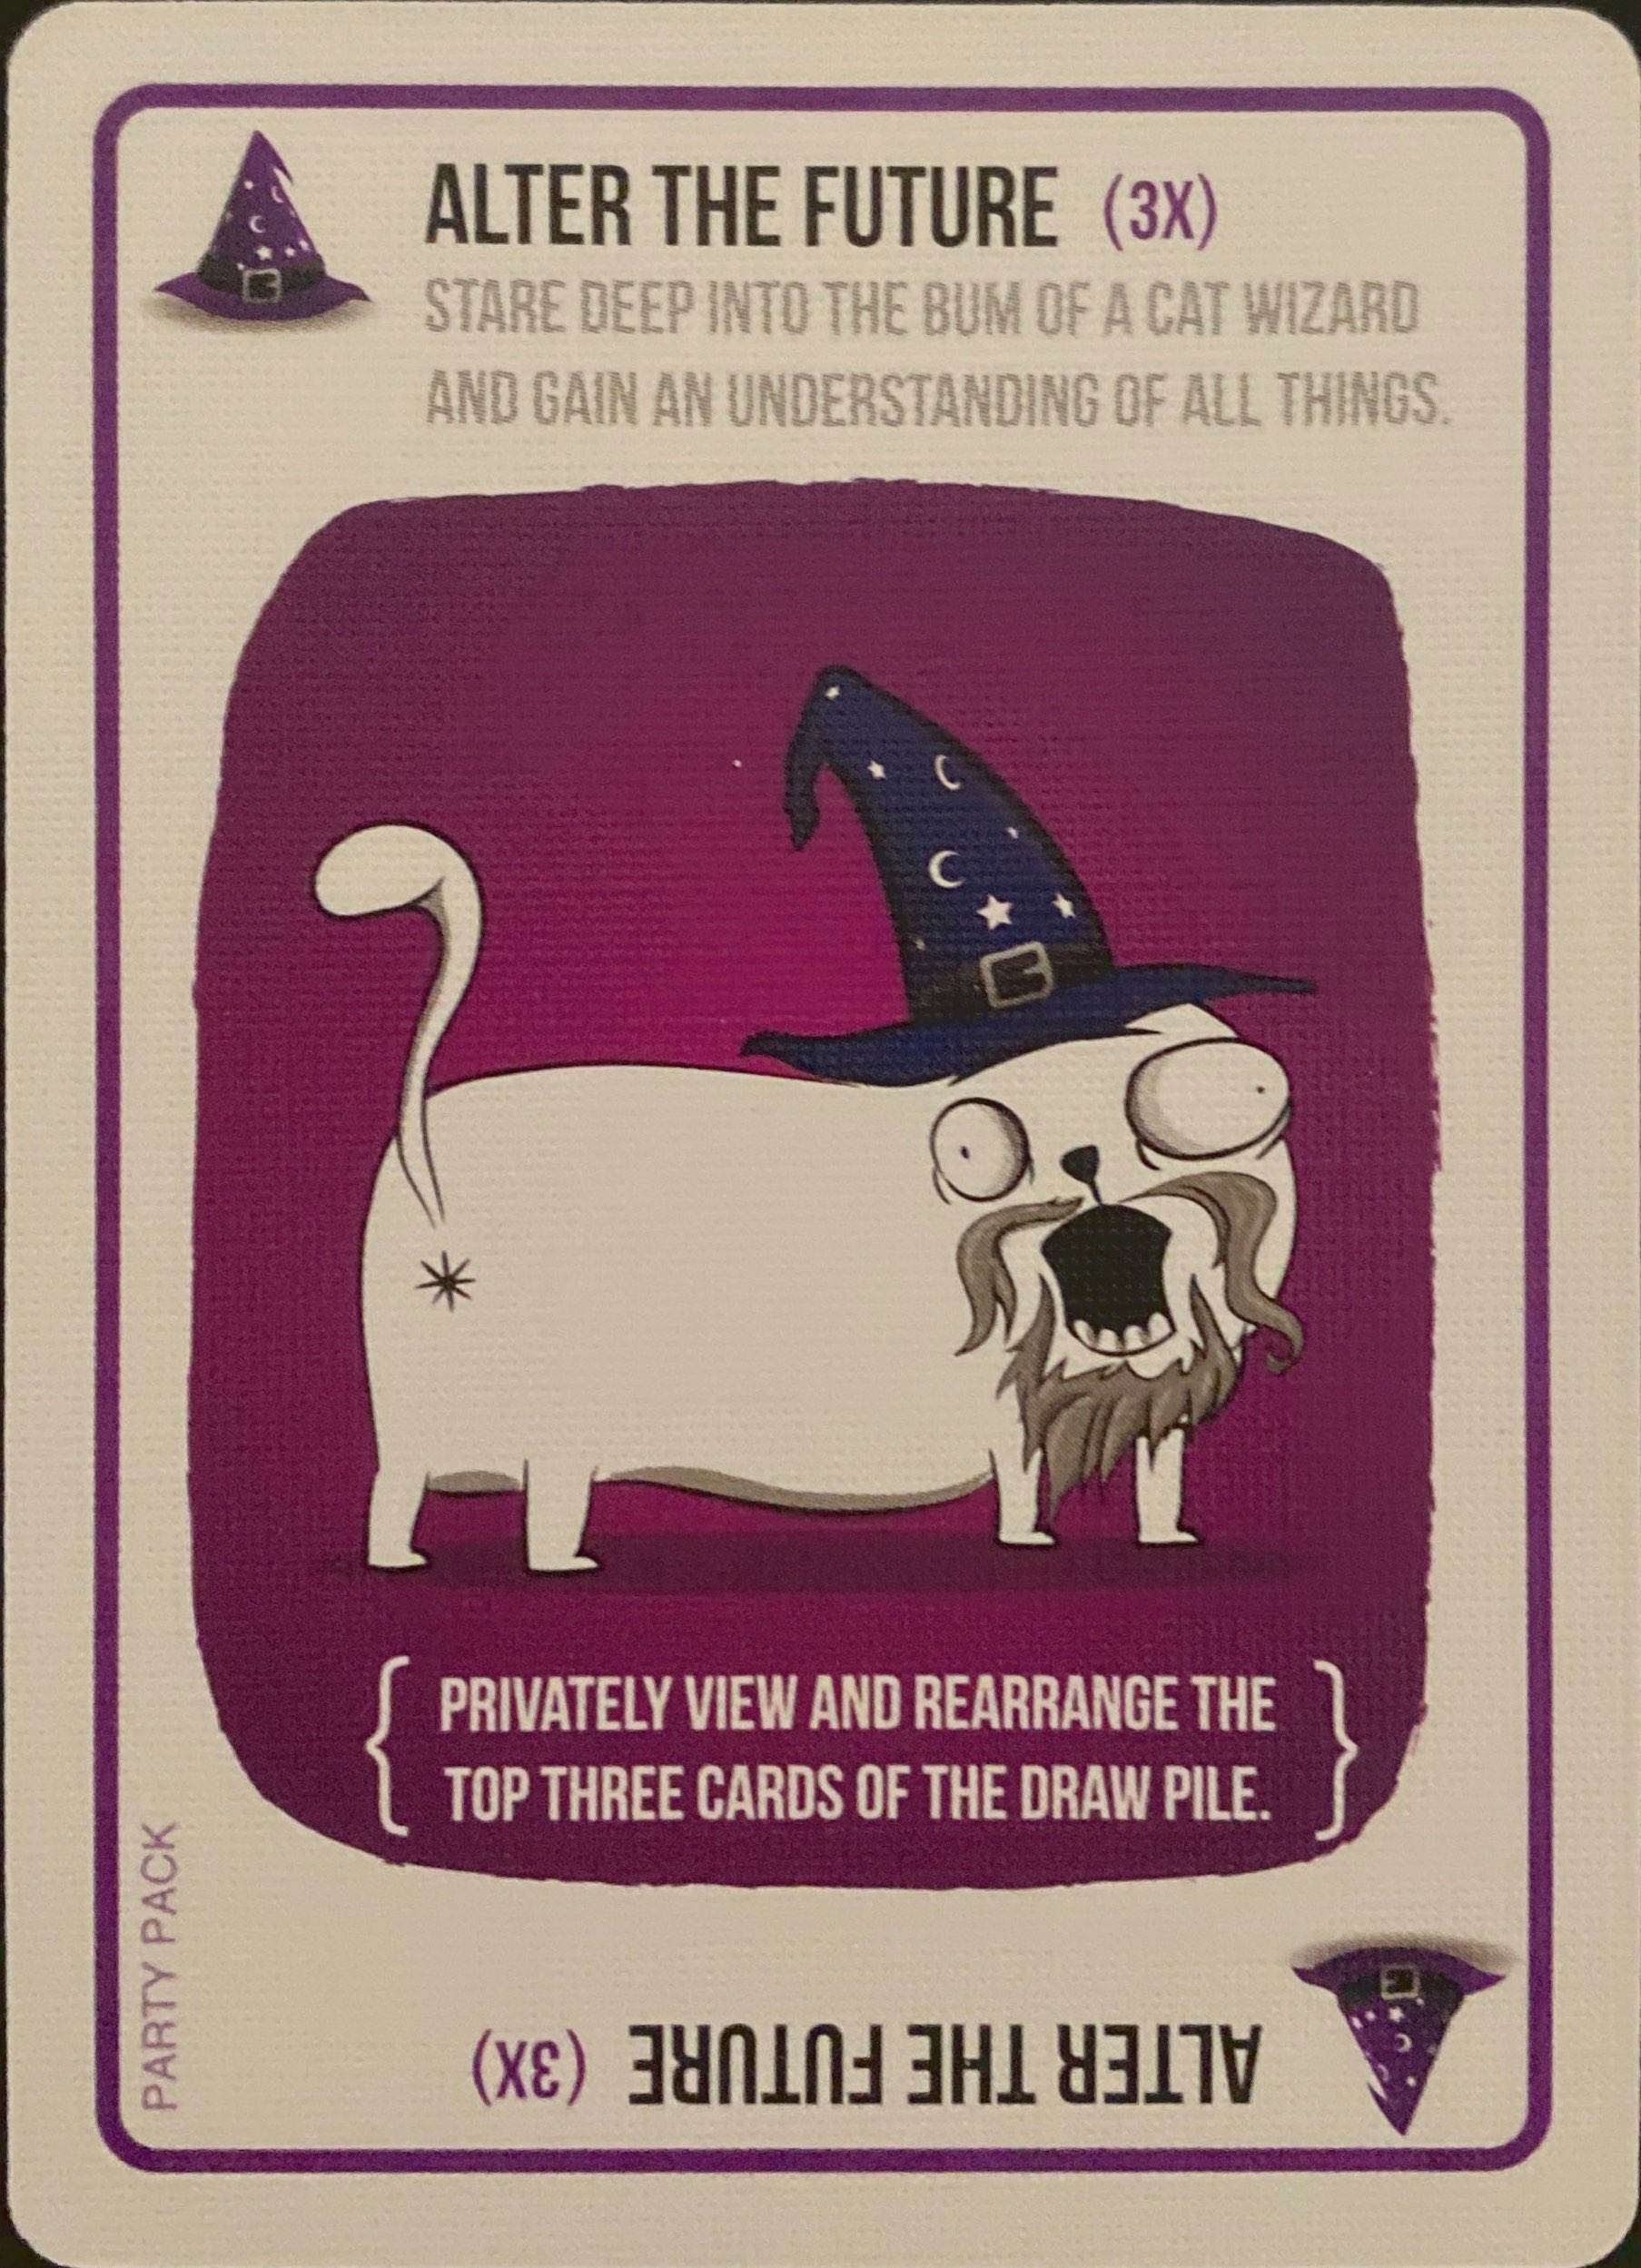 ALTER THE FUTURE (3X)
STARE DEEP INTO THE BUM OF A CAT WIZARD
AND GAIN AN UNDERSTANDING OF ALL THINGS.
PRIVATELY VIEW AND REARRANGE THE
TOP THREE CARDS OF THE DRAW PILE.
PARTY PACK
ALTER THE FUTURE (3X)